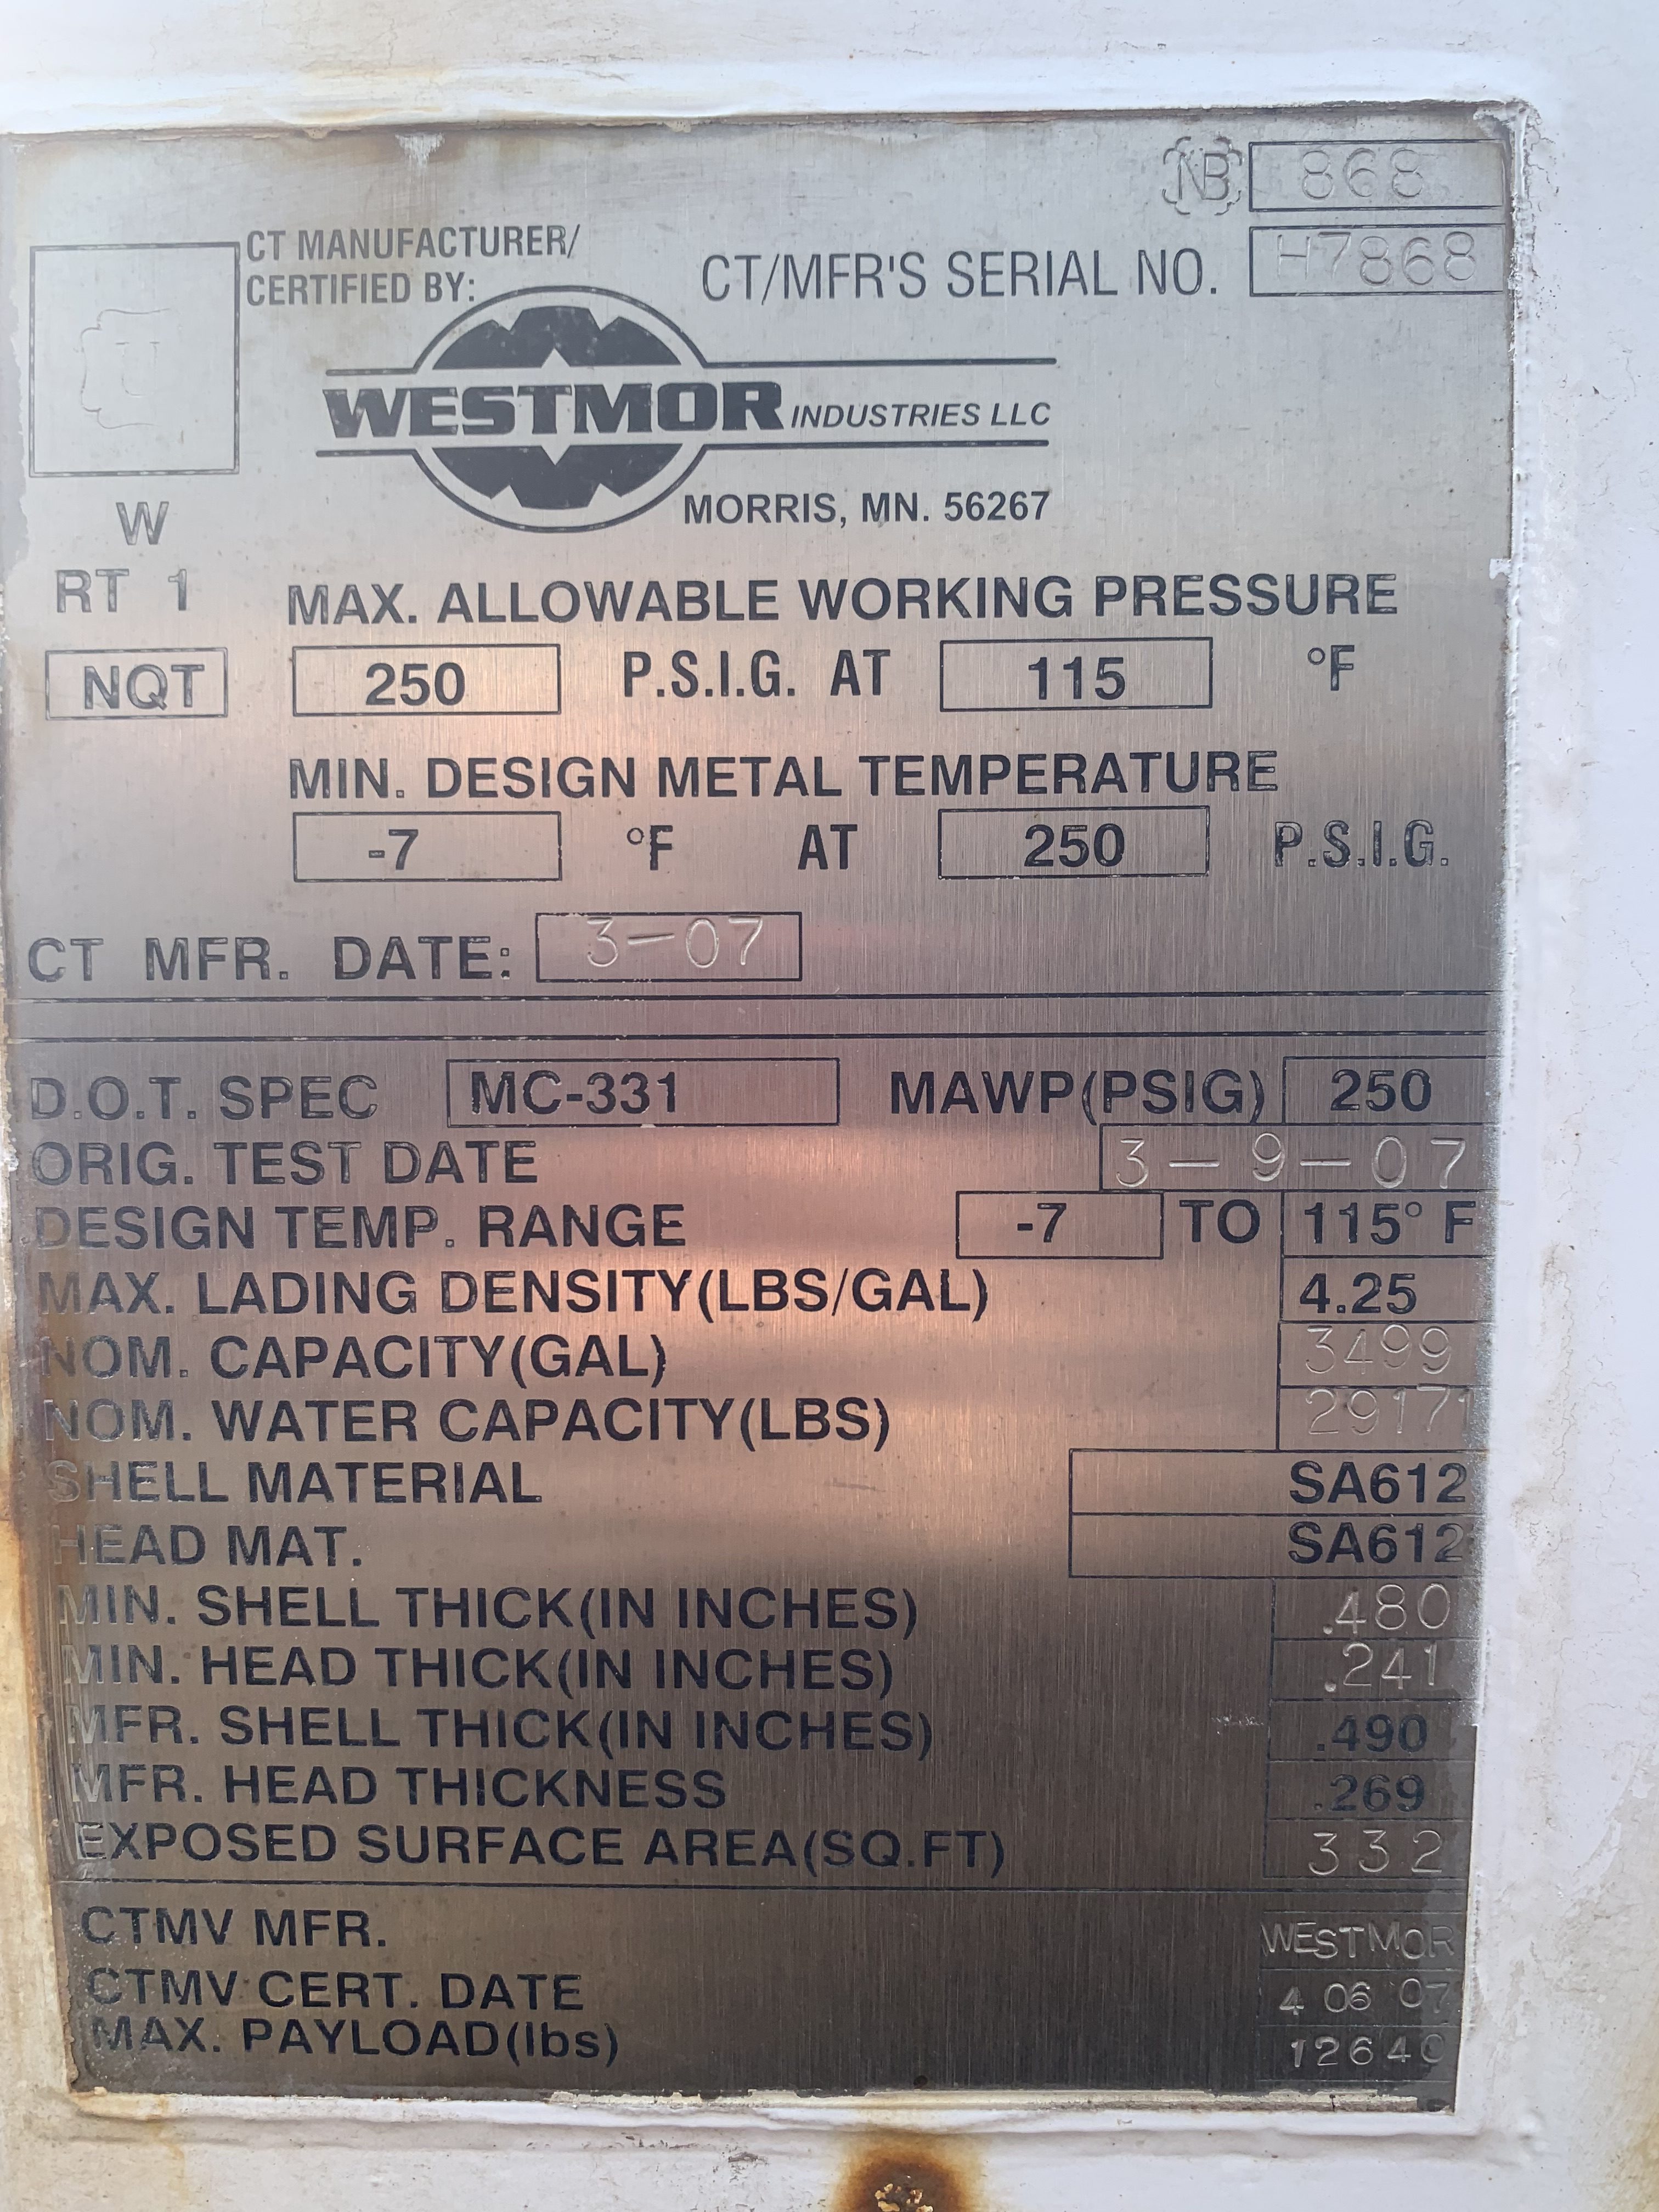 NB 868
CT MANUFACTURER/
CERTIFIED BY:
CT/MFR'S SERIAL NO. H7868
U
WESTMOR INDUSTRIES LLC
MORRIS, MN. 56267
W
RT 1
MAX. ALLOWABLE WORKING PRESSURE
NQT 250 P.S.I.G. AT 115 °F
MIN. DESIGN METAL TEMPERATURE
-7 °F AT 250 P.S.I.G.
CT MFR. DATE: 3-07
D.O.T. SPEC MC-331 MAWP(PSIG) 250
ORIG. TEST DATE 3-9-07
DESIGN TEMP. RANGE -7 TO 115° F
MAX. LADING DENSITY(LBS/GAL) 4.25
NOM. CAPACITY(GAL) 3499
NOM. WATER CAPACITY(LBS) 29171
SHELL MATERIAL SA612
HEAD MAT. SA612
MIN. SHELL THICK(IN INCHES) .480
MIN. HEAD THICK(IN INCHES) .241
MFR. SHELL THICK(IN INCHES) .490
MFR. HEAD THICKNESS .269
EXPOSED SURFACE AREA(SQ.FT) 332
CTMV MFR. WESTMOR
CTMV CERT. DATE 4 06 07
MAX. PAYLOAD(lbs) 12640